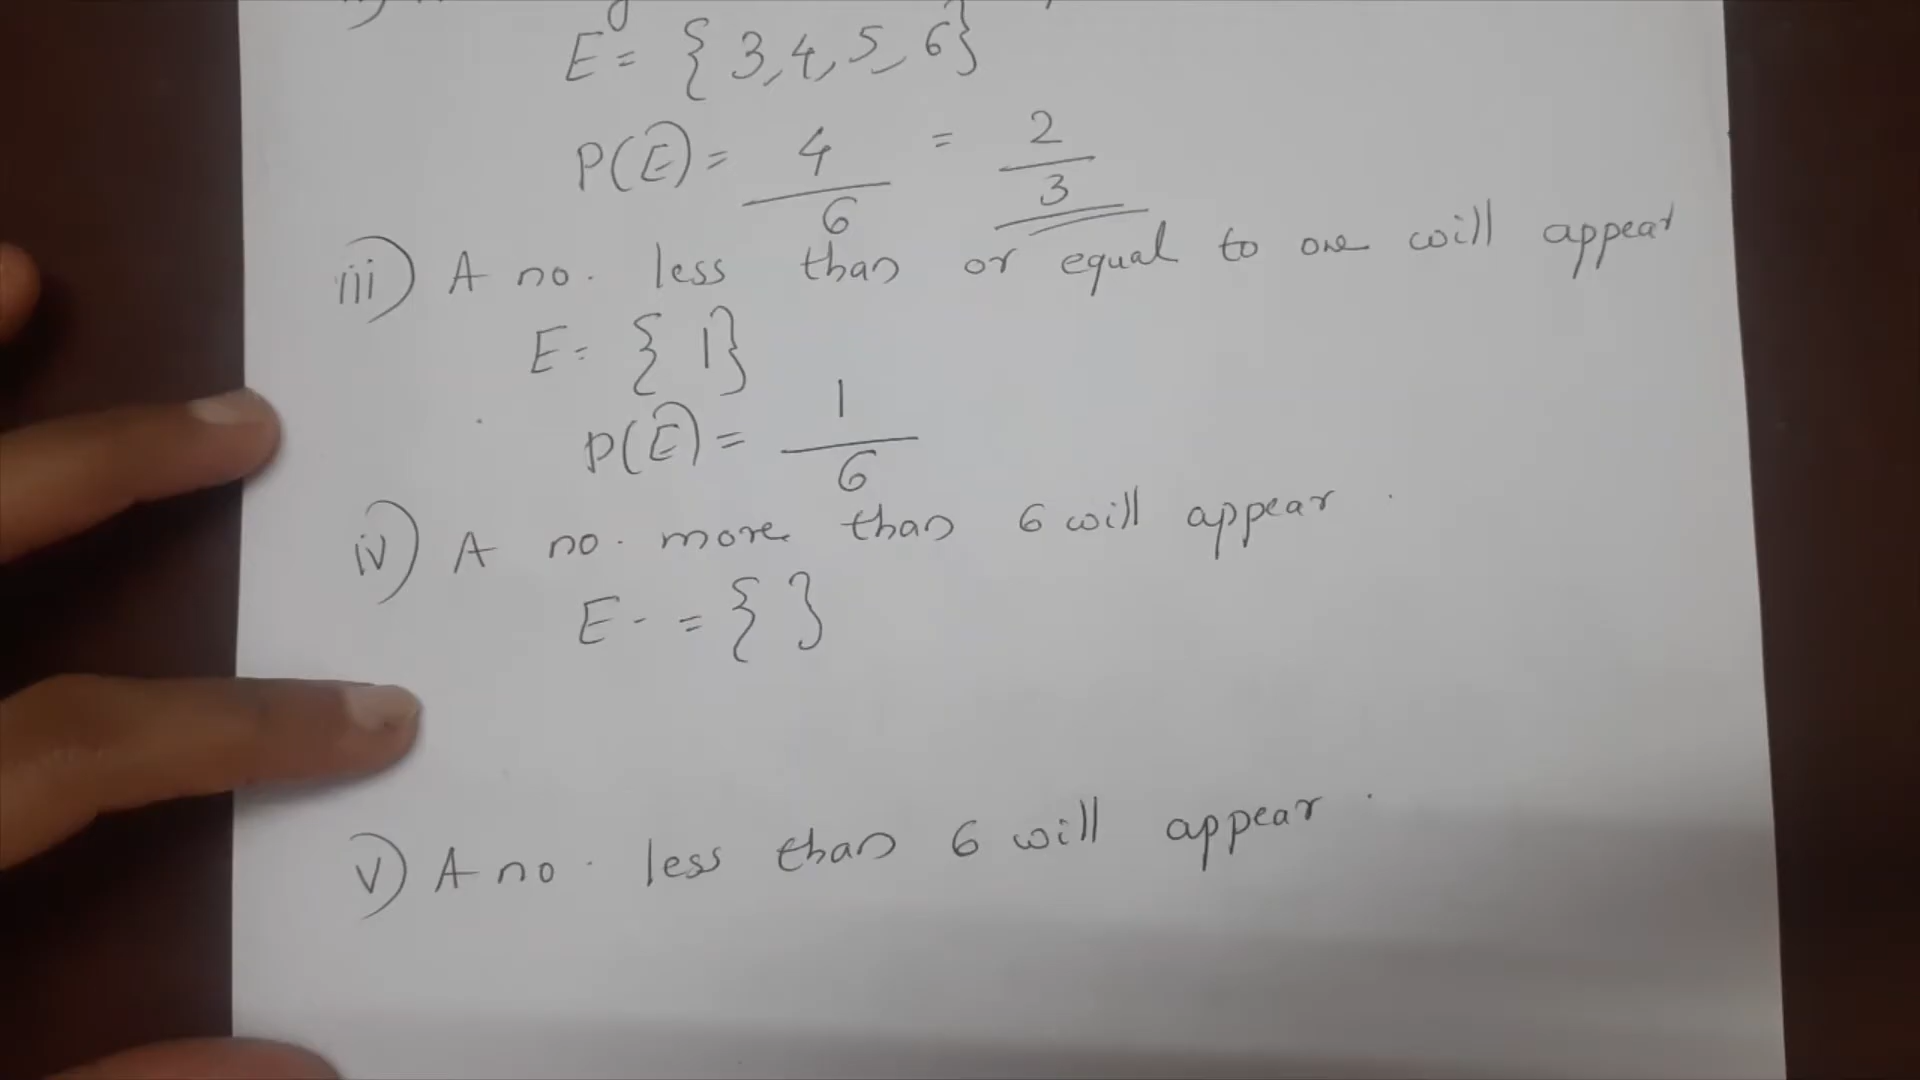 E = { 3, 4, 5, 6}
P(E) = 4/6 = 2/3
iii) A no. less than or equal to one will appear
E = { 1}
P(E) = 1/6
iv) A no. more than 6 will appear.
E - = { }
v) A no. less than 6 will appear.